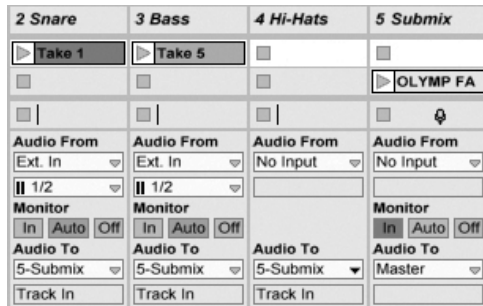 2 Snare 3 Bass 4 Hi-Hats 5 Submix
Take 1 Take 5
OLYMP FA
Audio From Audio From Audio From Audio From
Ext. In Ext. In No Input No Input
1/2 1/2
Monitor Monitor Monitor
In Auto Off In Auto Off In Auto Off
Audio To Audio To Audio To Audio To
5-Submix 5-Submix 5-Submix Master
Track In Track In Track In